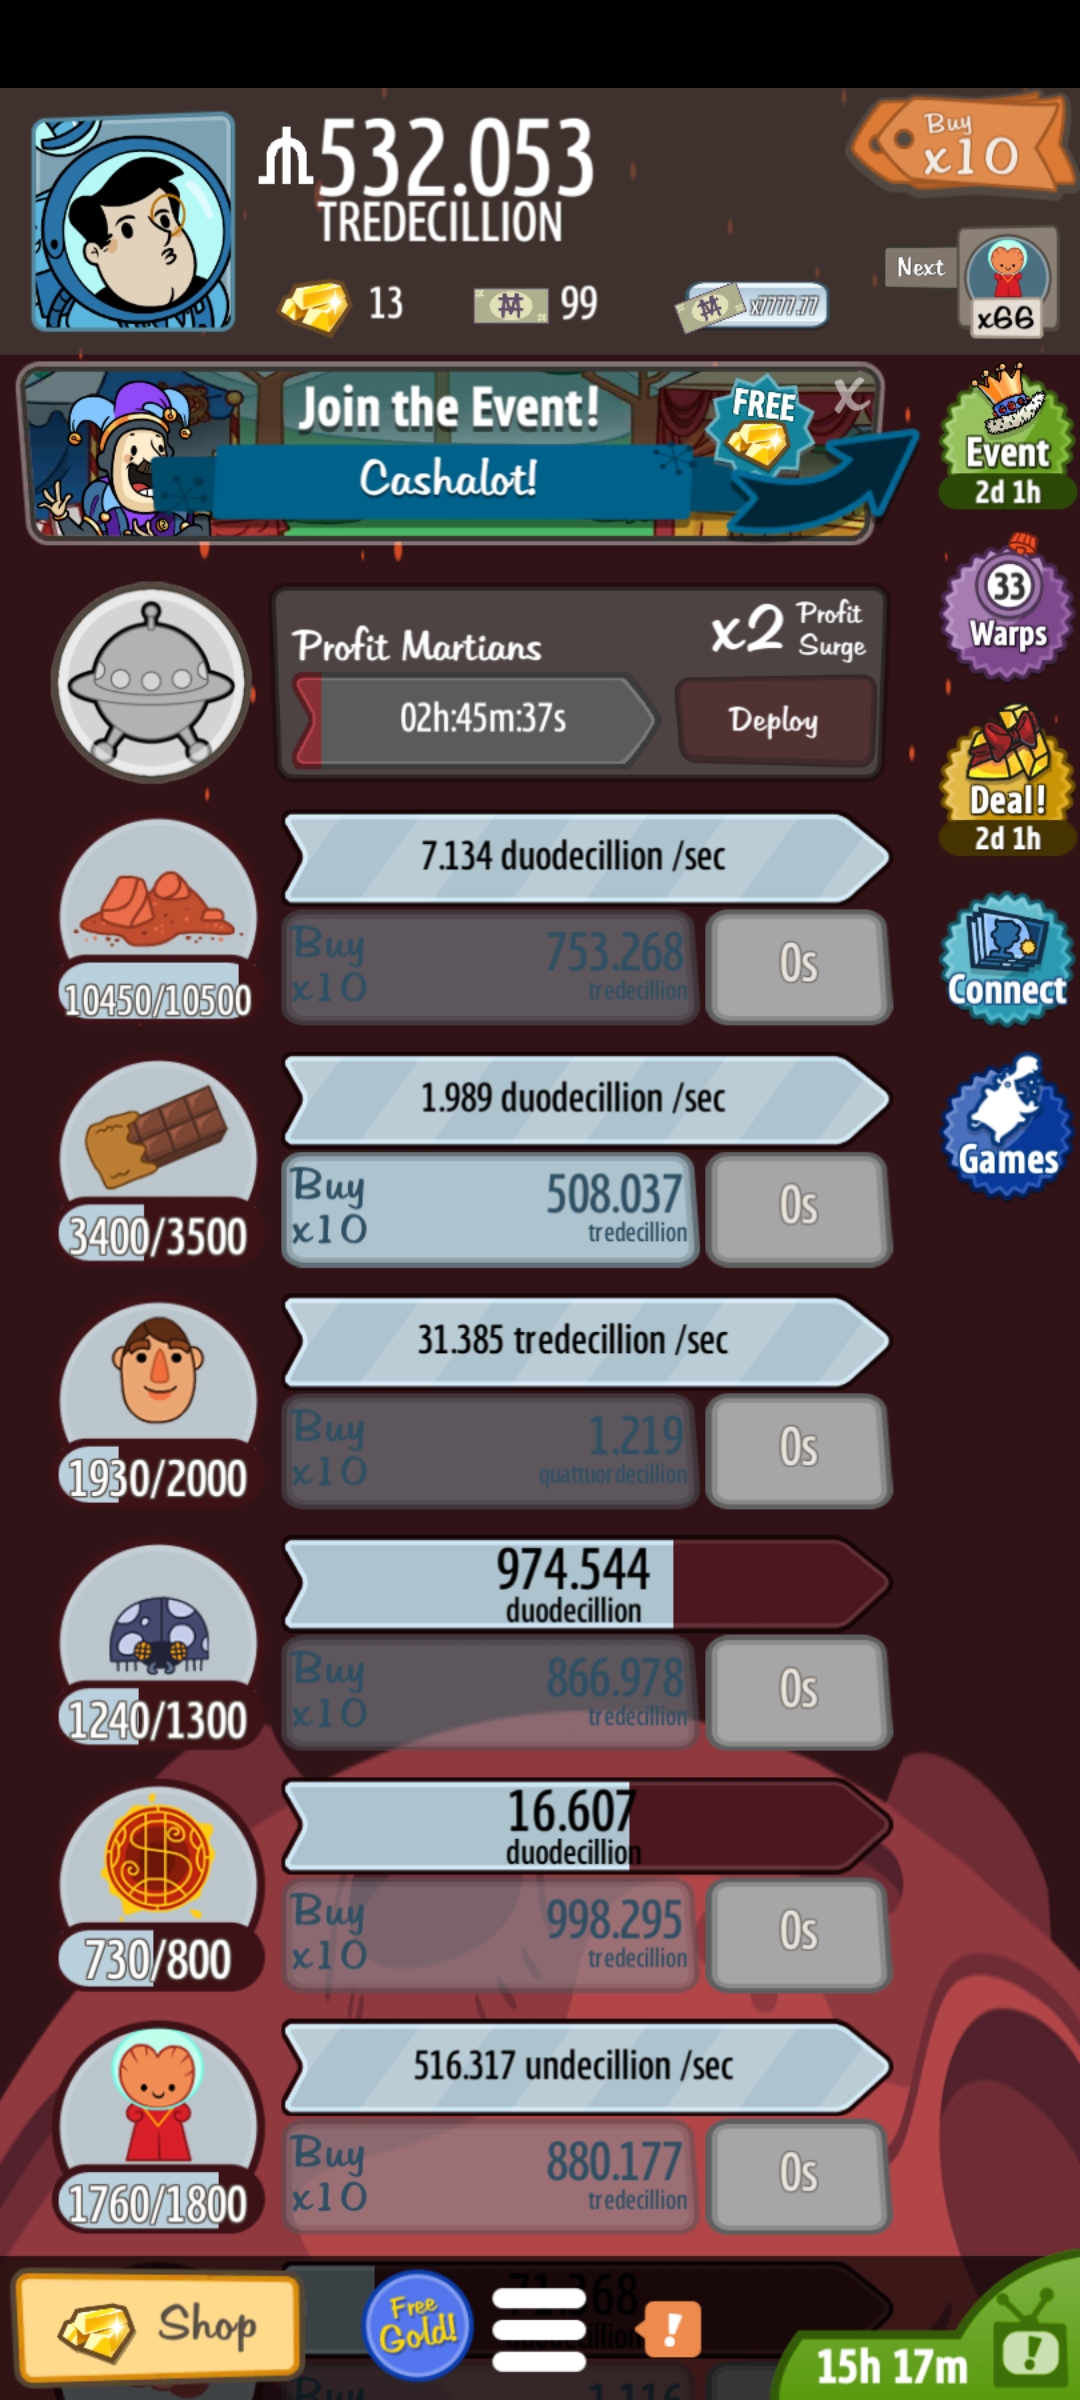 532.053
TREDECILLION
Buy
x10
13
99
x7777.77
Next
x66
Join the Event!
Cashalot!
FREE
X
Event
2d 1h
33
Warps
Profit Martians
x2 Profit Surge
02h:45m:37s
Deploy
Deal!
2d 1h
7.134 duodecillion /sec
10450/10500
Buy x10
753.268
tredecillion
0s
Connect
1.989 duodecillion /sec
3400/3500
Buy x10
508.037
tredecillion
0s
Games
31.385 tredecillion /sec
1930/2000
Buy x10
1.219
quattuordecillion
0s
974.544
duodecillion
1240/1300
Buy x10
866.978
tredecillion
0s
16.607
duodecillion
730/800
Buy x10
998.295
tredecillion
0s
516.317 undecillion /sec
1760/1800
Buy x10
880.177
tredecillion
0s
Shop
Free Gold!
!
15h 17m
!
Buy
1.116